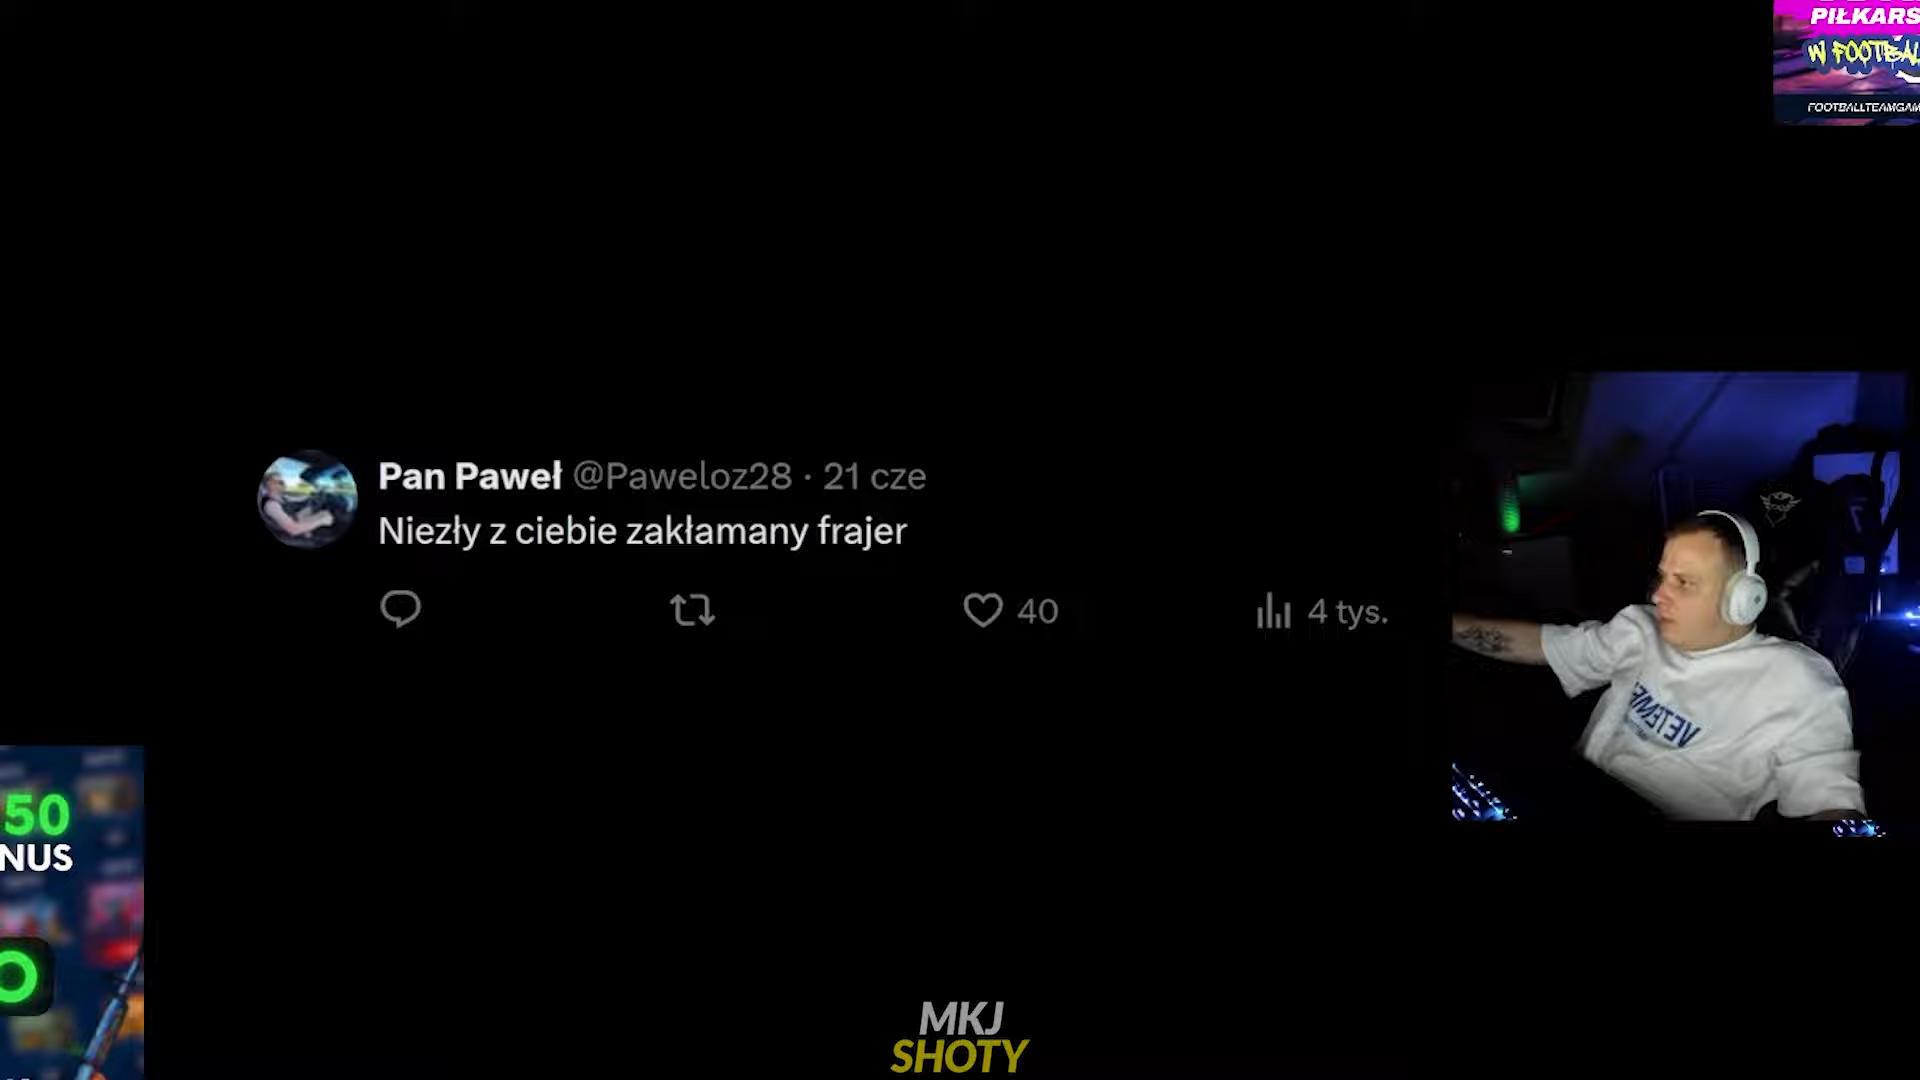 PIŁKARS
W FOOTBAL
FOOTBALLTEAMGAM
Pan Paweł @Paweloz28 · 21 cze
Niezły z ciebie zakłamany frajer
40
4 tys.
VETEME
50
NUS
MKJ
SHOTY